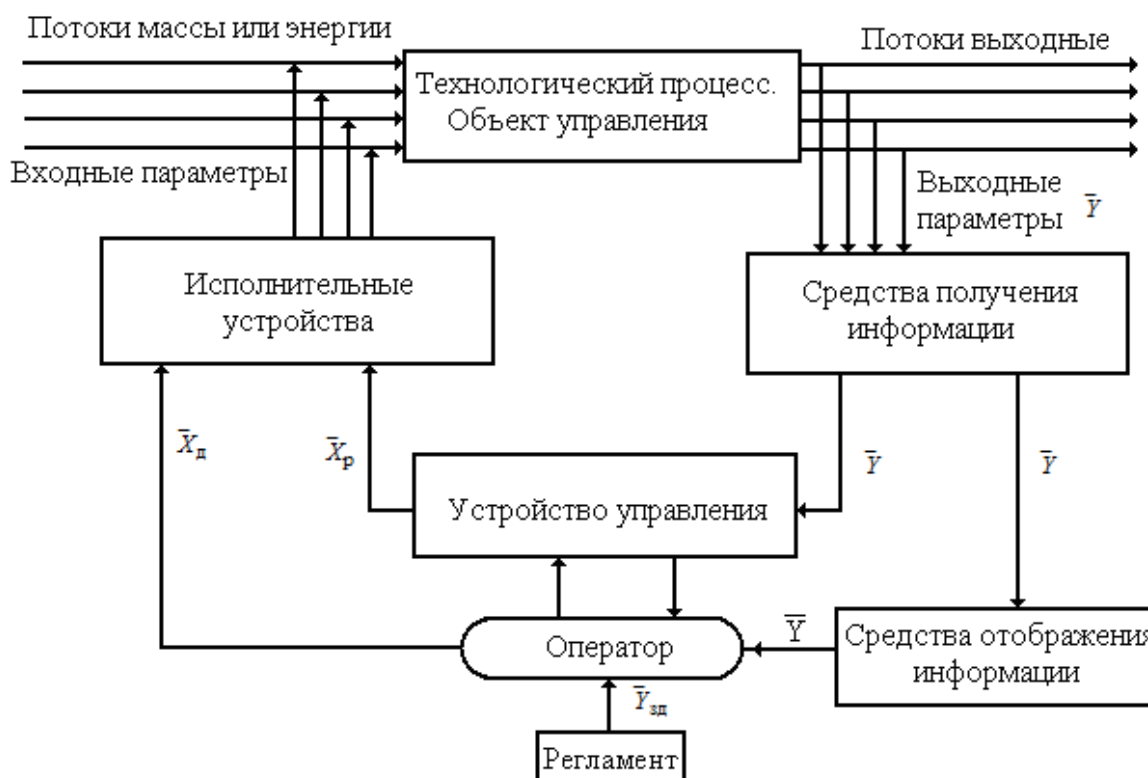 Потоки массы или энергии
Потоки выходные
Технологический процесс.
Объект управления
Входные параметры
Выходные
параметры Y̅
Исполнительные
устройства
Средства получения
информации
X̅д
X̅р
Y̅
Y̅
Устройство управления
Оператор
Y̅
Средства отображения
информации
Y̅зд
Регламент